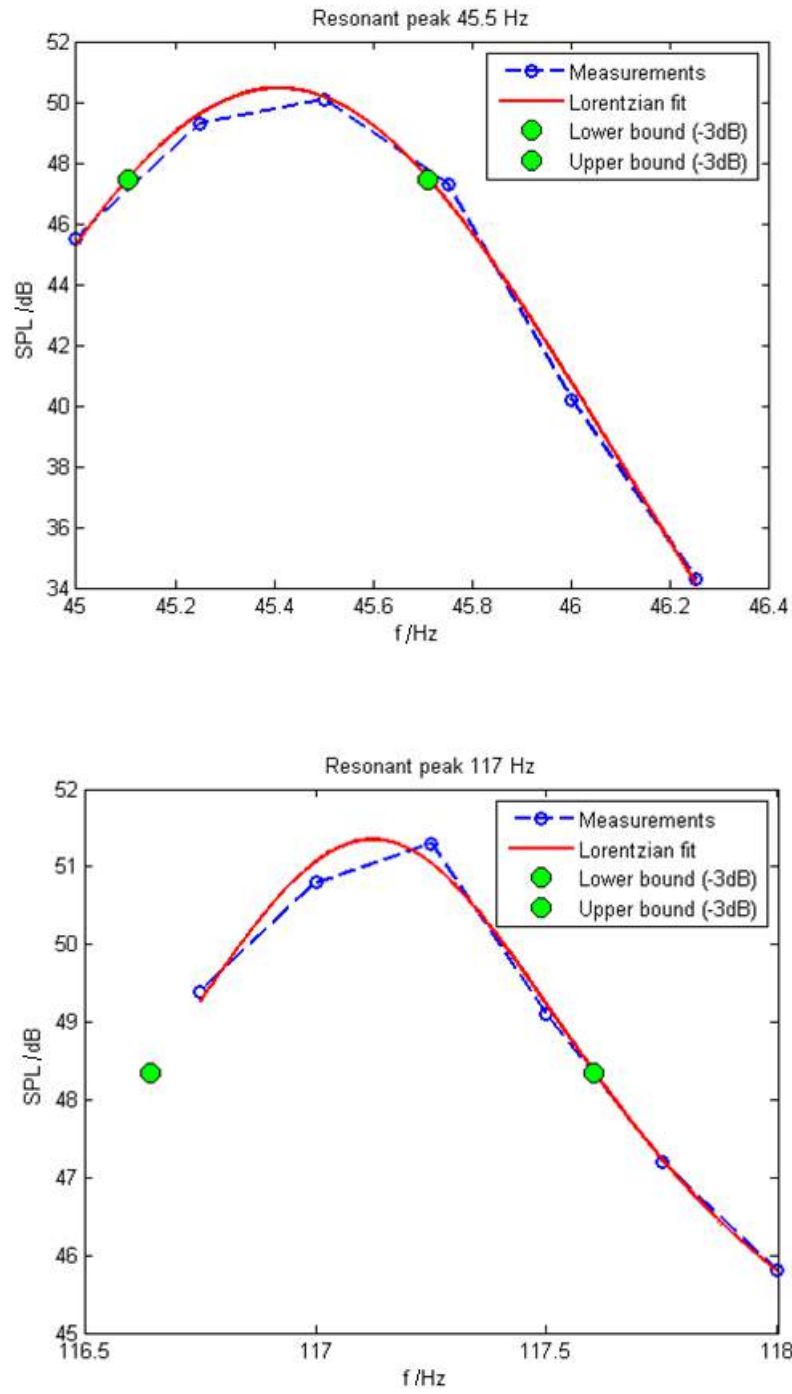 Resonant peak 45.5 Hz
52
50
48
46
44
42
40
38
36
34
SPL /dB
Measurements
Lorentzian fit
Lower bound (-3dB)
Upper bound (-3dB)
45 45.2 45.4 45.6 45.8 46 46.2 46.4
f /Hz
Resonant peak 117 Hz
52
51
50
49
48
47
46
45
SPL /dB
Measurements
Lorentzian fit
Lower bound (-3dB)
Upper bound (-3dB)
116.5 117 117.5 118
f /Hz